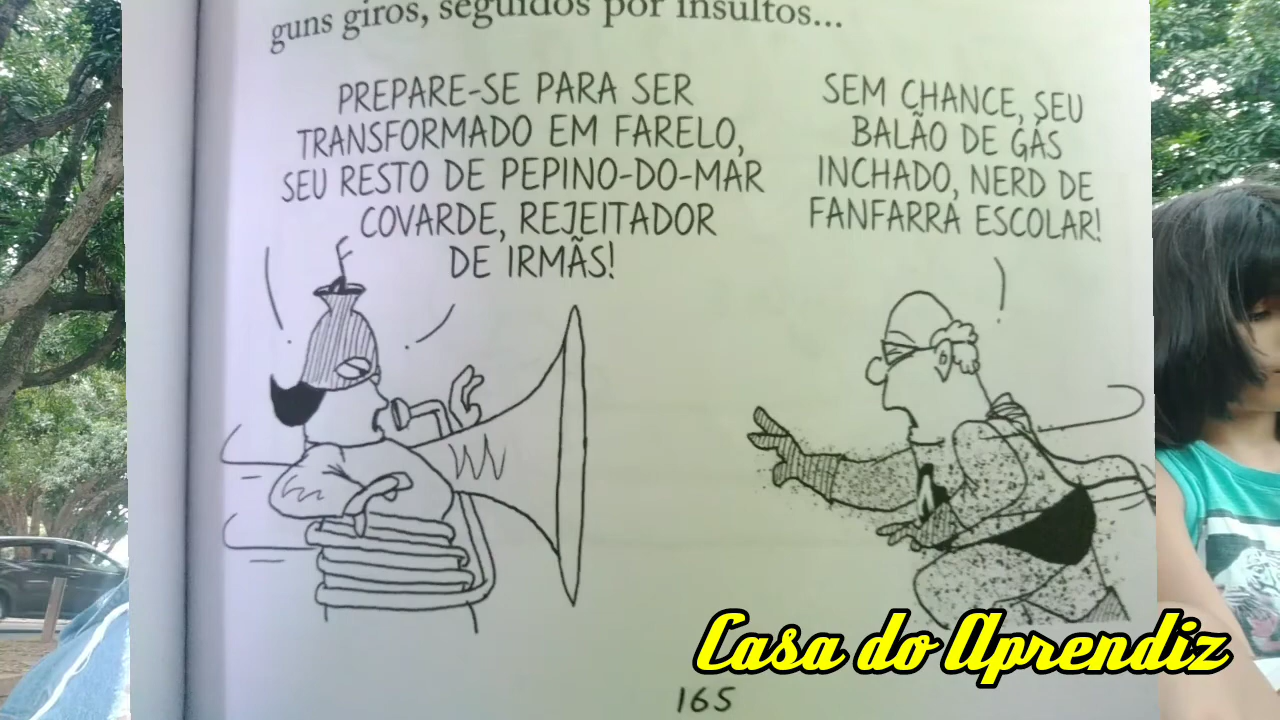 guns giros, seguidos por insultos...
PREPARE-SE PARA SER
TRANSFORMADO EM FARELO,
SEU RESTO DE PEPINO-DO-MAR
COVARDE, REJEITADOR
DE IRMÃS!
SEM CHANCE, SEU
BALÃO DE GÁS
INCHADO, NERD DE
FANFARRA ESCOLAR!
Casa do Aprendiz
165